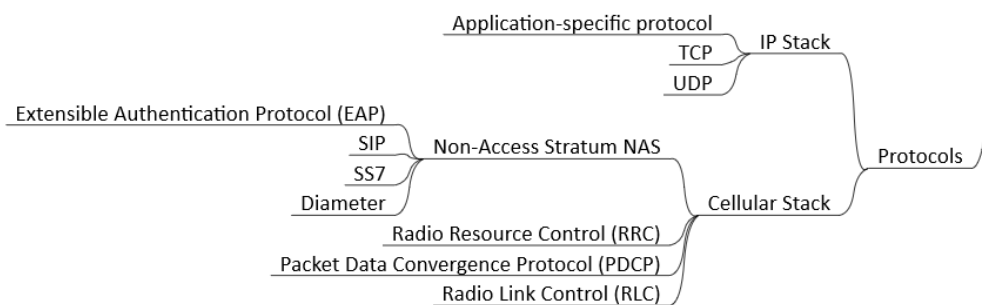 Application-specific protocol
IP Stack
TCP
UDP
Extensible Authentication Protocol (EAP)
SIP
Non-Access Stratum NAS
Protocols
SS7
Diameter
Cellular Stack
Radio Resource Control (RRC)
Packet Data Convergence Protocol (PDCP)
Radio Link Control (RLC)